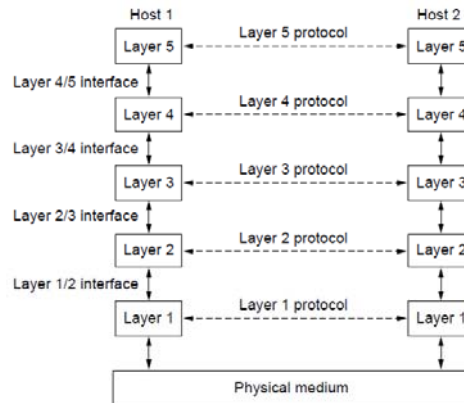 Host 1 Host 2
Layer 5 Layer 5 protocol Layer 5
Layer 4/5 interface
Layer 4 Layer 4 protocol Layer 4
Layer 3/4 interface
Layer 3 Layer 3 protocol Layer 3
Layer 2/3 interface
Layer 2 Layer 2 protocol Layer 2
Layer 1/2 interface
Layer 1 Layer 1 protocol Layer 1
Physical medium